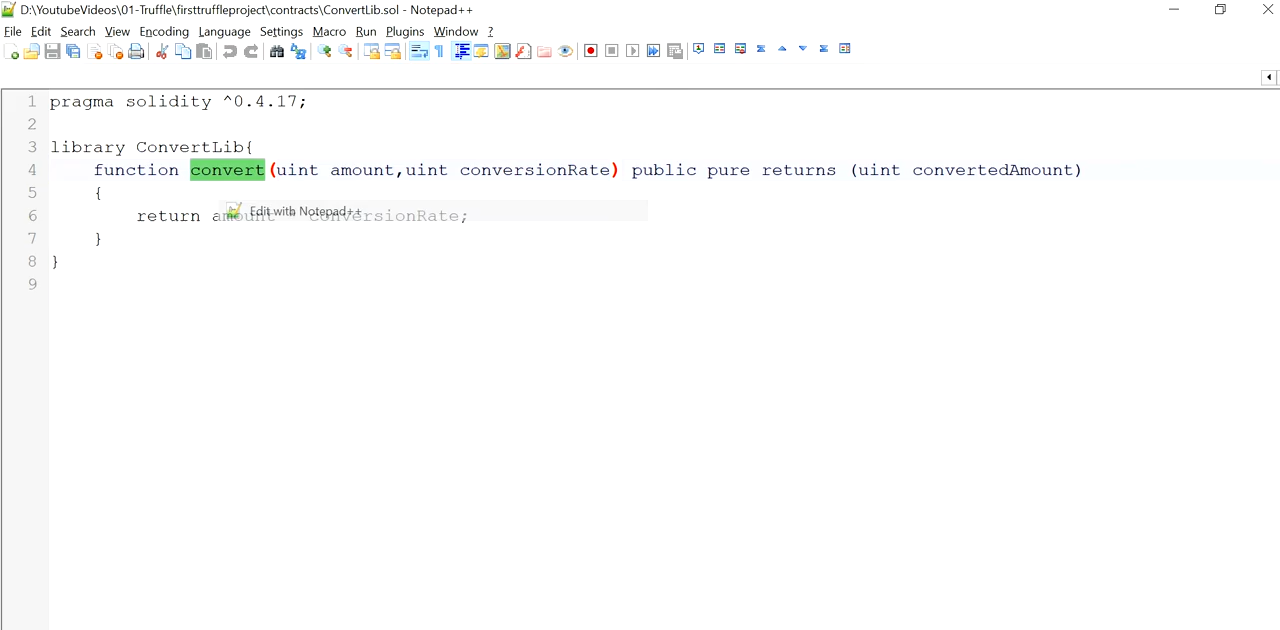 D:\YoutubeVideos\01-Truffle\firsttruffleproject\contracts\ConvertLib.sol - Notepad++
File Edit Search View Encoding Language Settings Macro Run Plugins Window ?
1 pragma solidity ^0.4.17;
2
3 library ConvertLib{
4 function convert(uint amount,uint conversionRate) public pure returns (uint convertedAmount)
5 {
Edit with Notepad++
6 return amount conversionRate;
7 }
8 }
9